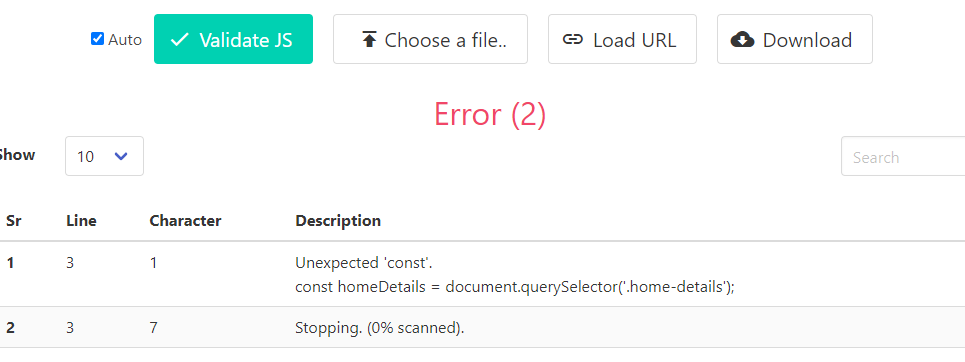 Auto
Validate JS
Choose a file..
Load URL
Download
Error (2)
Show
10
Search
Sr Line Character Description
1 3 1 Unexpected 'const'.
const homeDetails = document.querySelector('.home-details');
2 3 7 Stopping. (0% scanned).